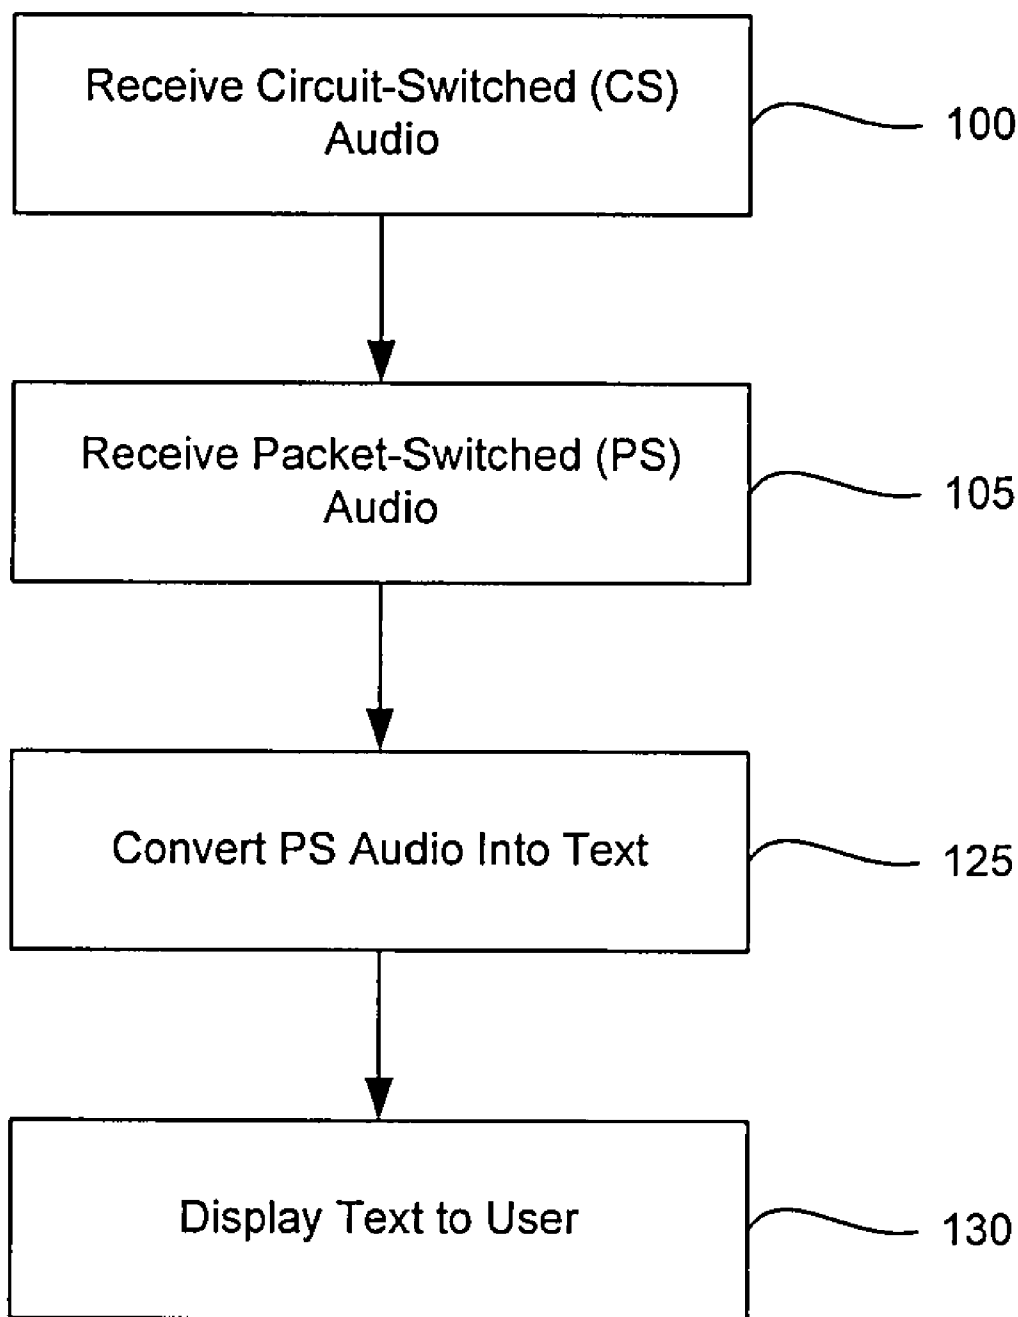 Receive Circuit-Switched (CS)
Audio
100
Receive Packet-Switched (PS)
Audio
105
Convert PS Audio Into Text
125
Display Text to User
130